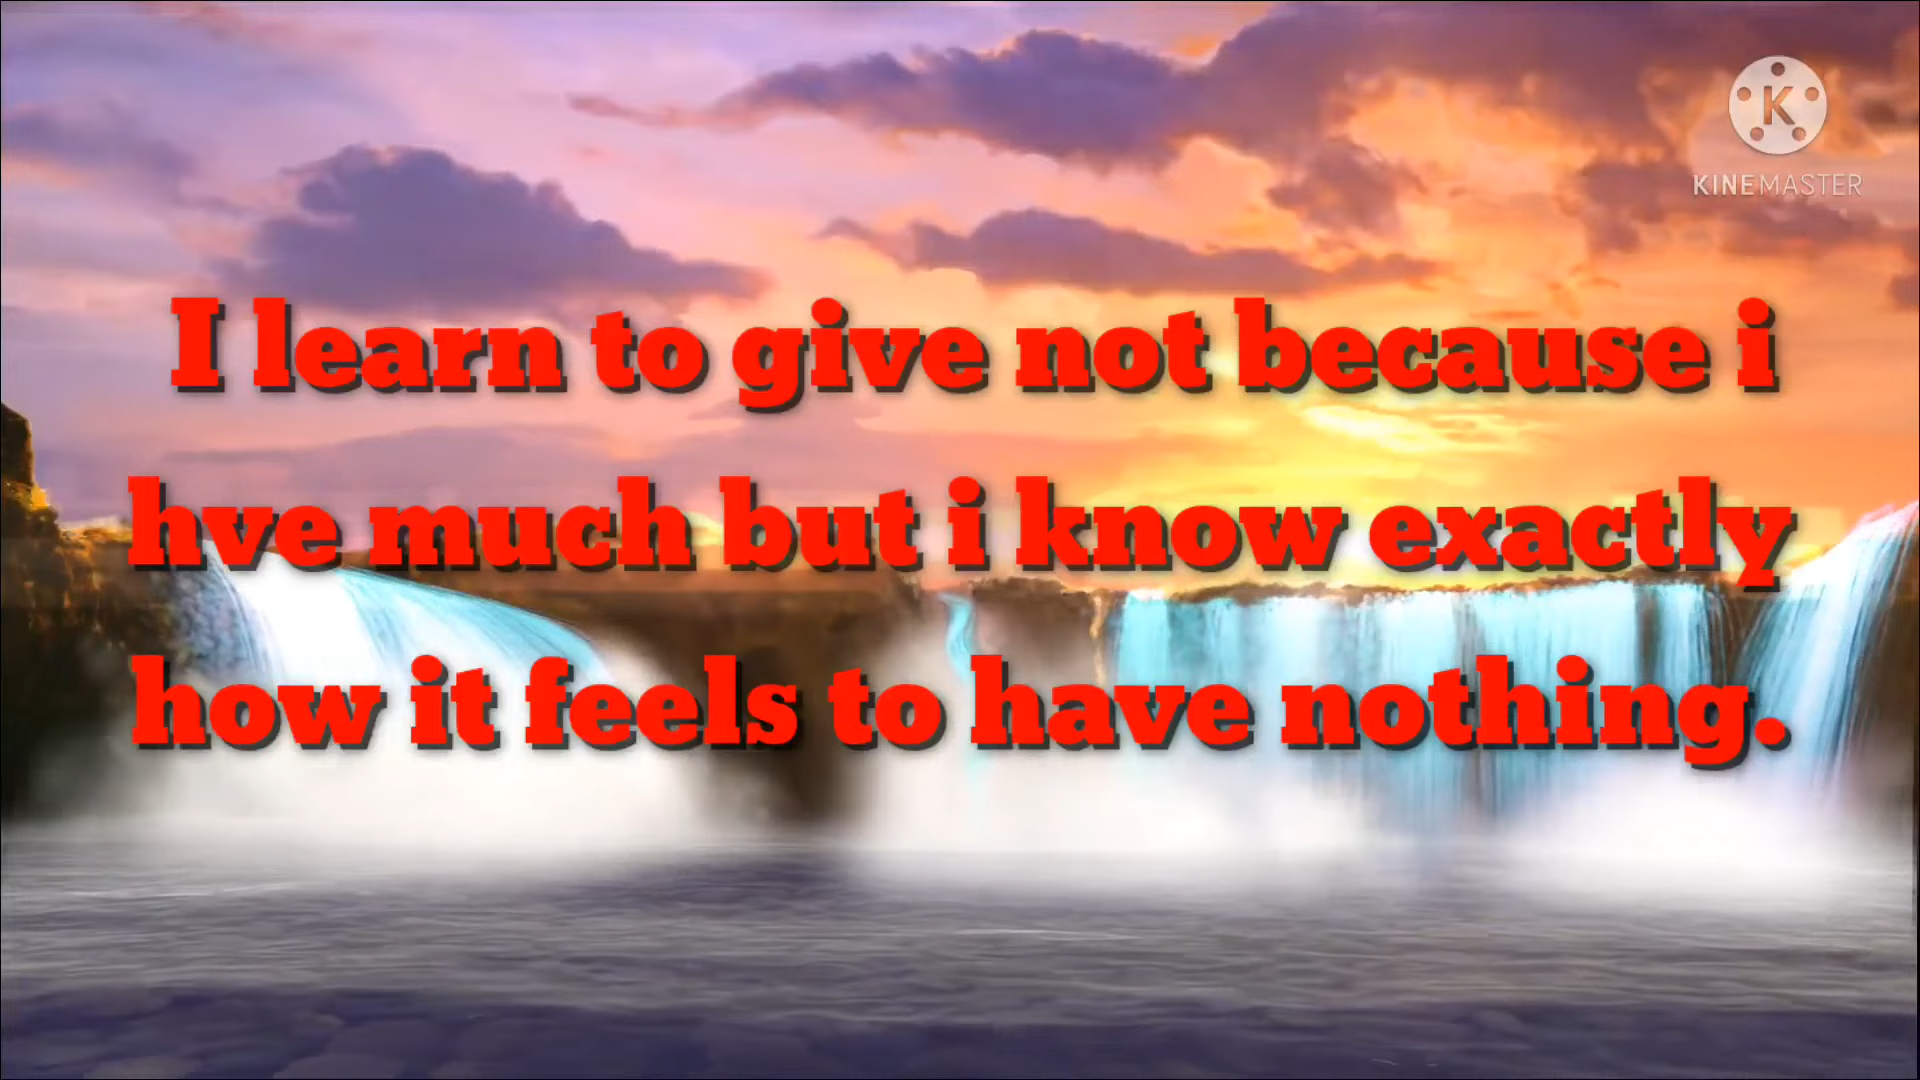 KINEMASTER
I learn to give not because i
hve much but i know exactly
how it feels to have nothing.